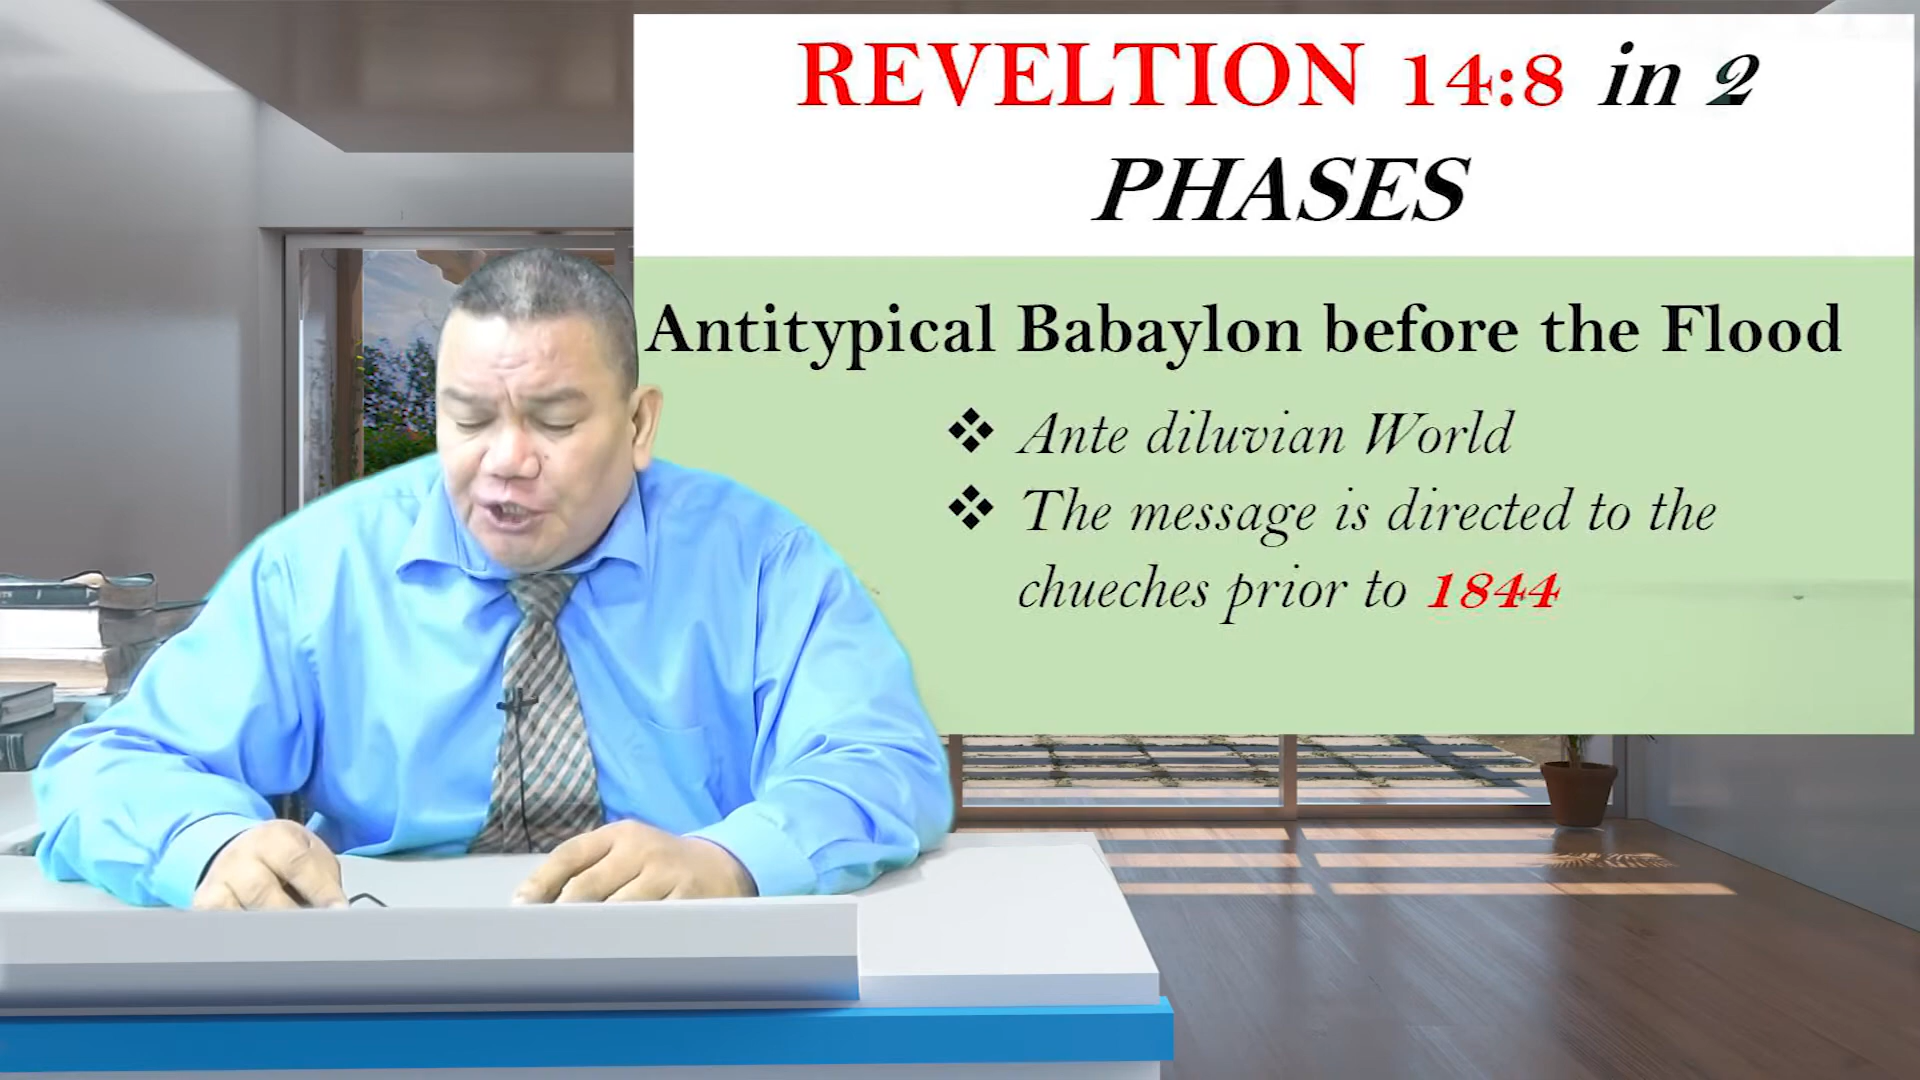 REVELTION 14:8 in 2
PHASES
Antitypical Babaylon before the Flood
❖ Ante diluvian World
❖ The message is directed to the
chueches prior to 1844